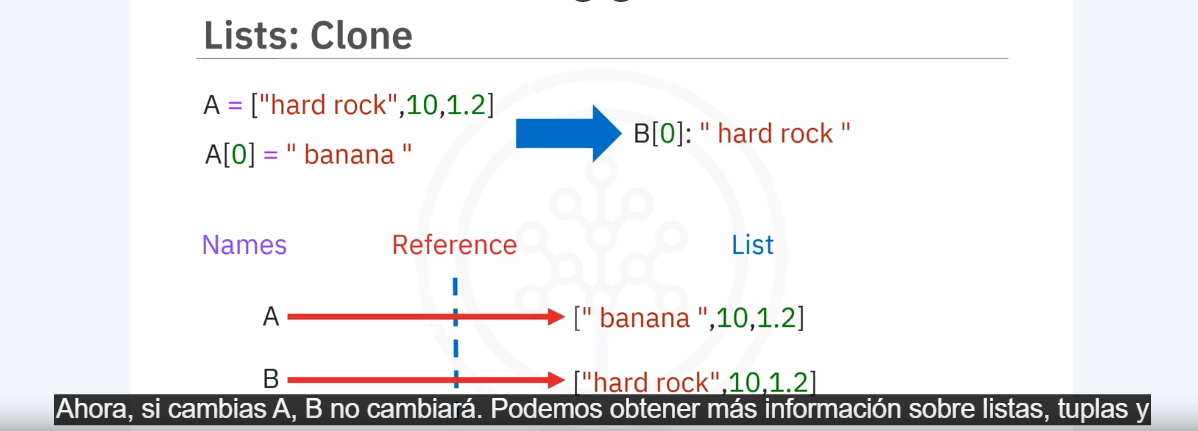 Lists: Clone
A = ["hard rock",10,1.2]
A[0] = " banana "
B[0]: " hard rock "
Names Reference List
A [" banana ",10,1.2]
B ["hard rock",10,1.2]
Ahora, si cambias A, B no cambiará. Podemos obtener más información sobre listas, tuplas y